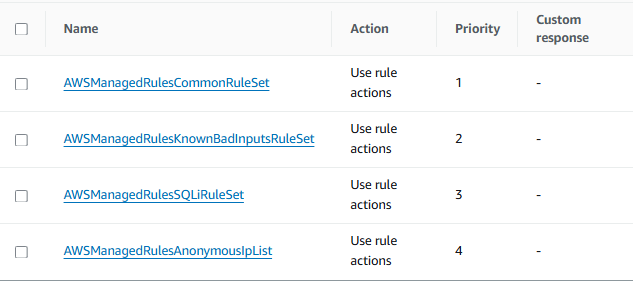 Name Action Priority Custom response
AWSManagedRulesCommonRuleSet Use rule actions 1 -
AWSManagedRulesKnownBadInputsRuleSet Use rule actions 2 -
AWSManagedRulesSQLiRuleSet Use rule actions 3 -
AWSManagedRulesAnonymousIpList Use rule actions 4 -